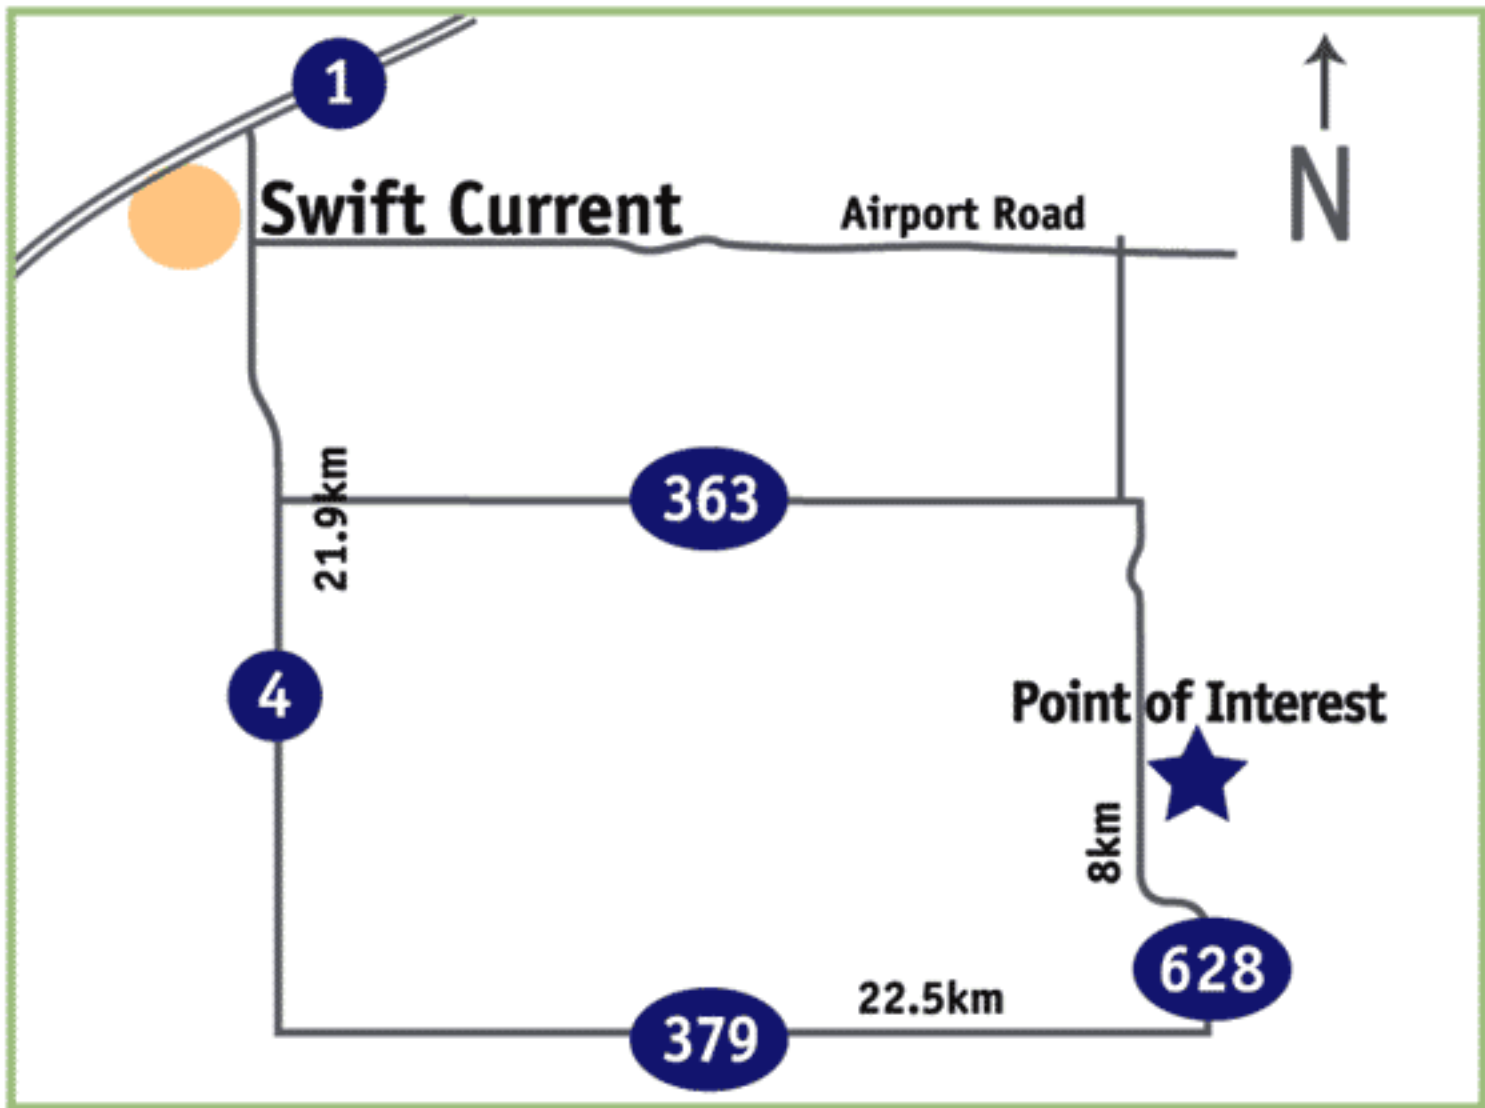 1
N
Swift Current
Airport Road
21.9km
363
4
Point of Interest
8km
628
22.5km
379